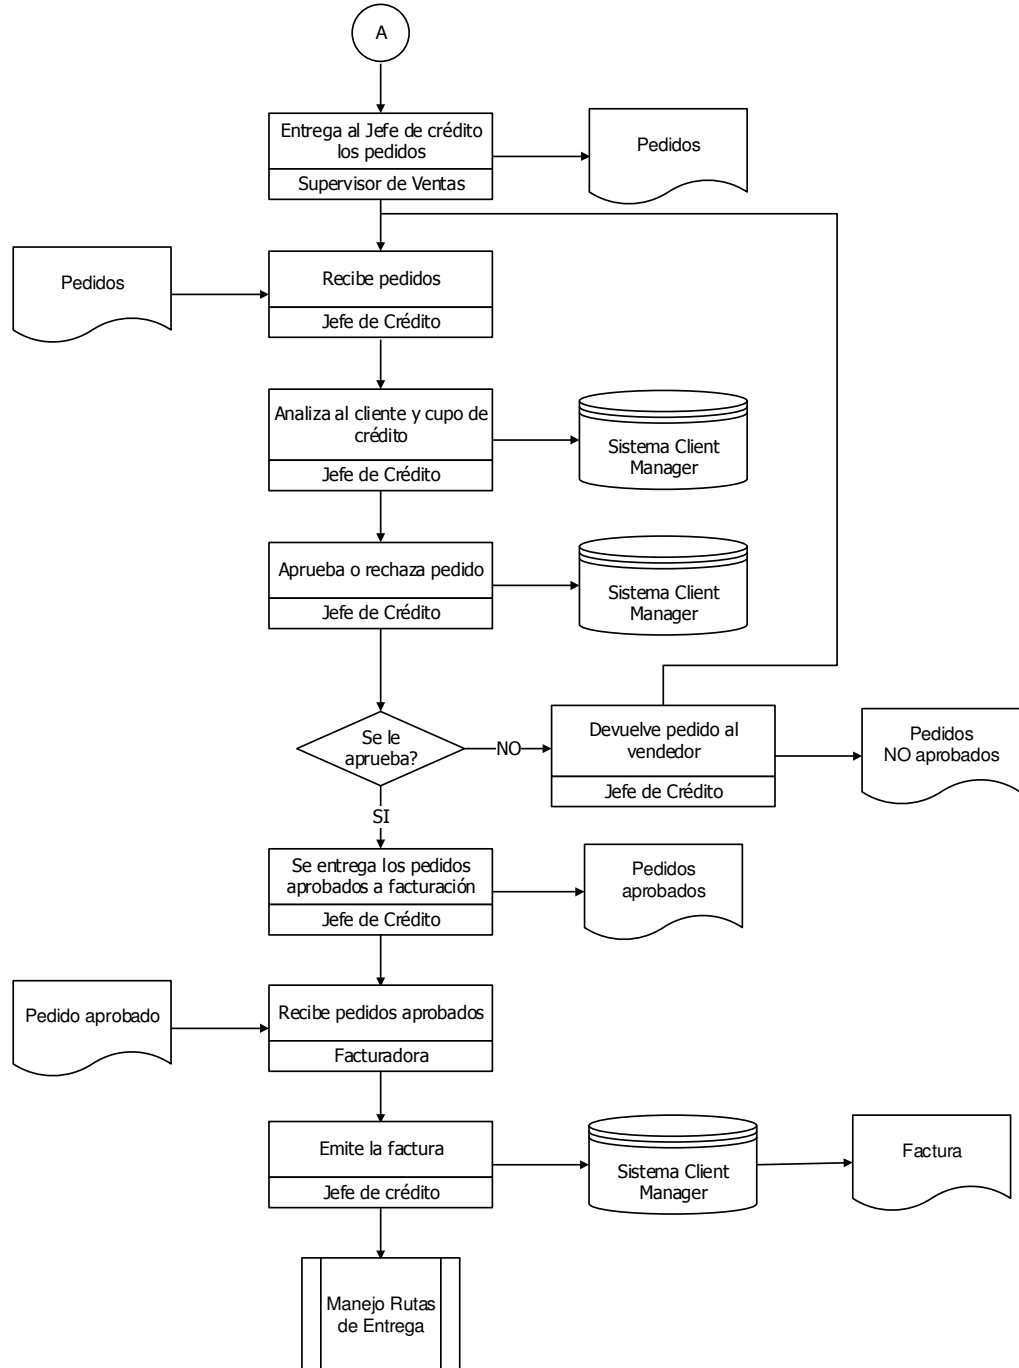 A
Entrega al Jefe de crédito
los pedidos
Supervisor de Ventas
Pedidos
Pedidos
Recibe pedidos
Jefe de Crédito
Analiza al cliente y cupo de
crédito
Jefe de Crédito
Sistema Client
Manager
Aprueba o rechaza pedido
Jefe de Crédito
Sistema Client
Manager
Se le
aprueba?
NO
Devuelve pedido al
vendedor
Jefe de Crédito
Pedidos
NO aprobados
SI
Se entrega los pedidos
aprobados a facturación
Jefe de Crédito
Pedidos
aprobados
Pedido aprobado
Recibe pedidos aprobados
Facturadora
Emite la factura
Jefe de crédito
Sistema Client
Manager
Factura
Manejo Rutas
de Entrega